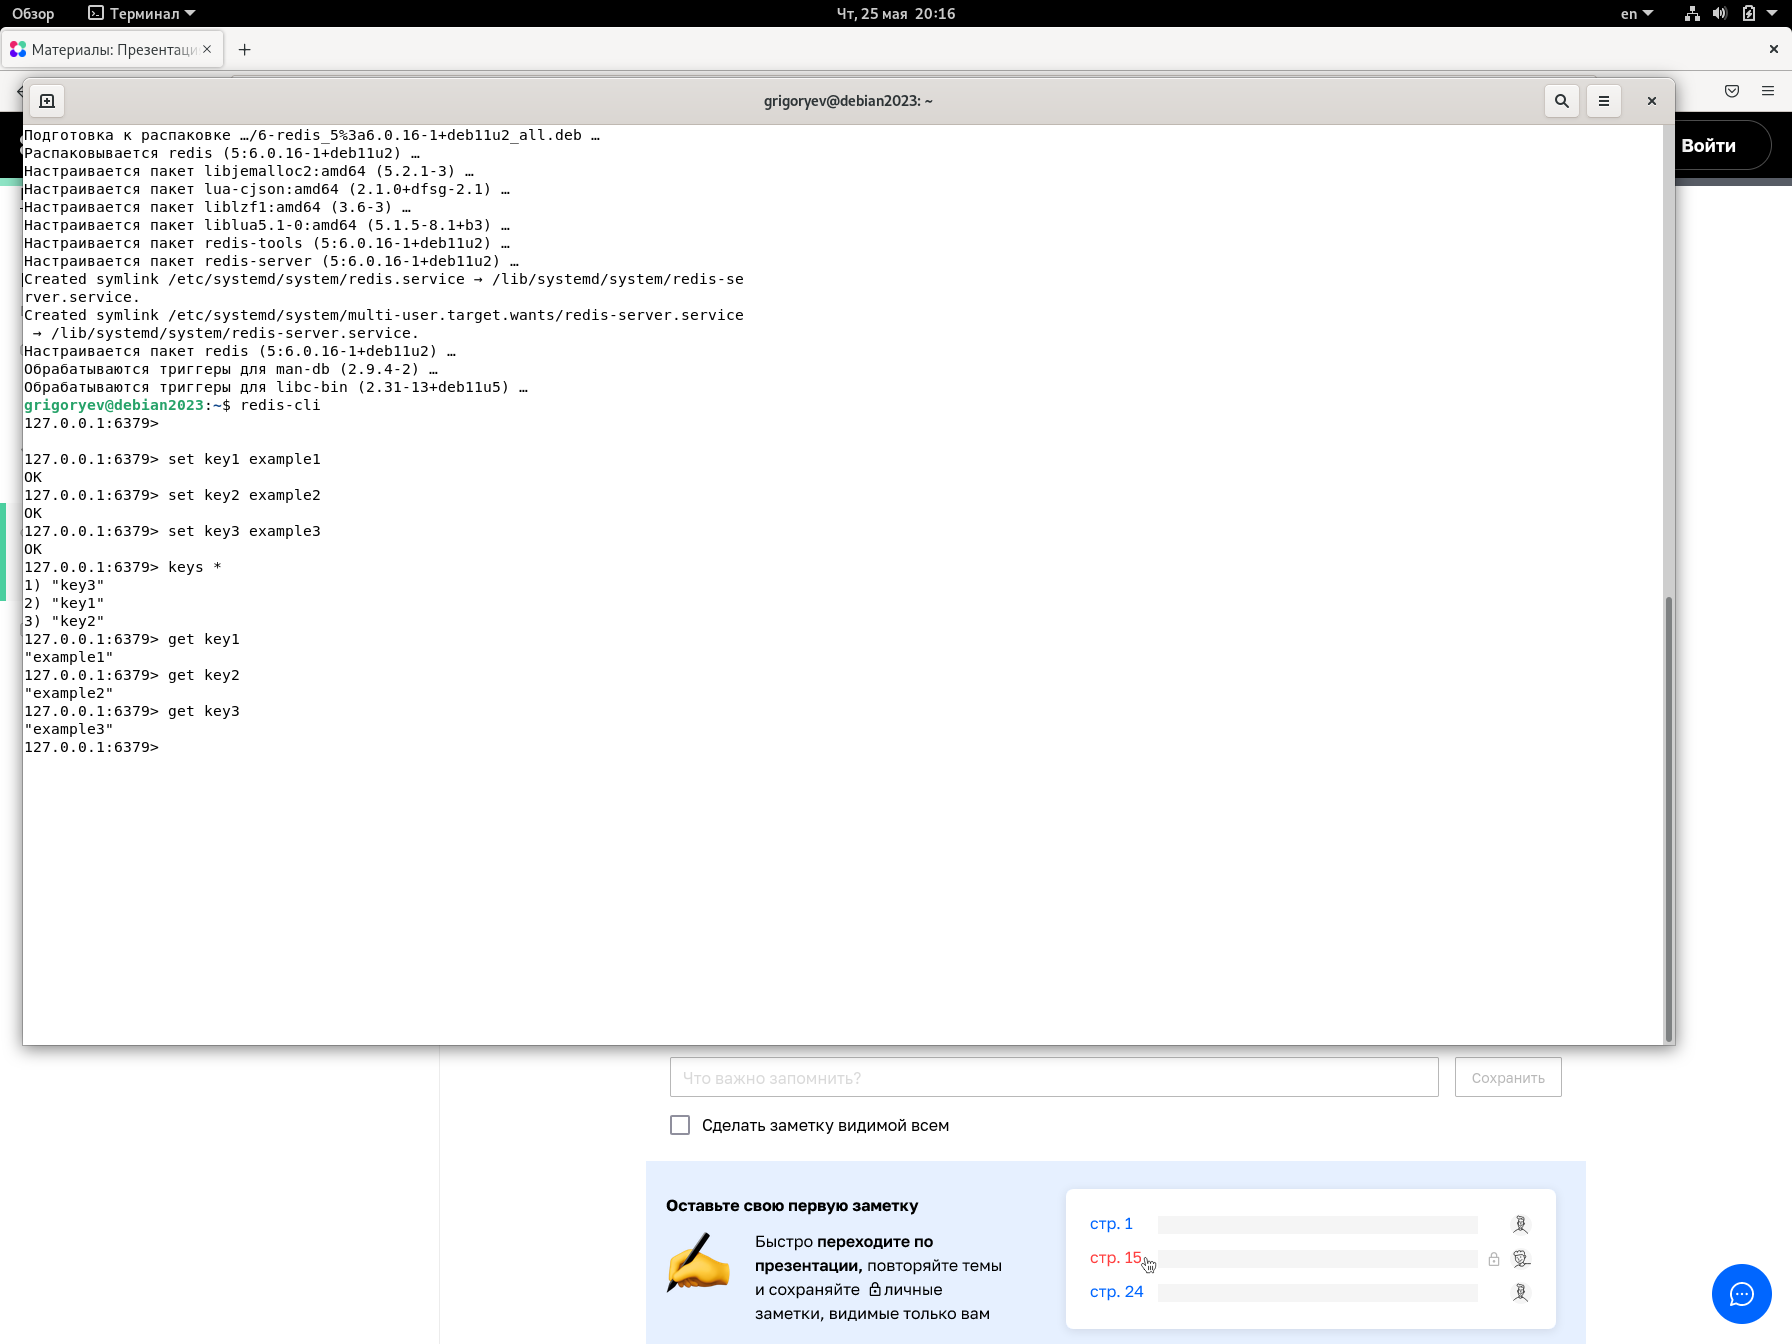 Обзор
Терминал
Чт, 25 мая 20:16
en
Материалы: Презентаци
grigoryev@debian2023: ~
Войти
Подготовка к распаковке …/6-redis_5%3a6.0.16-1+deb11u2_all.deb …
Распаковывается redis (5:6.0.16-1+deb11u2) …
Настраивается пакет libjemalloc2:amd64 (5.2.1-3) …
Настраивается пакет lua-cjson:amd64 (2.1.0+dfsg-2.1) …
Настраивается пакет liblzf1:amd64 (3.6-3) …
Настраивается пакет liblua5.1-0:amd64 (5.1.5-8.1+b3) …
Настраивается пакет redis-tools (5:6.0.16-1+deb11u2) …
Настраивается пакет redis-server (5:6.0.16-1+deb11u2) …
Created symlink /etc/systemd/system/redis.service → /lib/systemd/system/redis-se
rver.service.
Created symlink /etc/systemd/system/multi-user.target.wants/redis-server.service
 → /lib/systemd/system/redis-server.service.
Настраивается пакет redis (5:6.0.16-1+deb11u2) …
Обрабатываются триггеры для man-db (2.9.4-2) …
Обрабатываются триггеры для libc-bin (2.31-13+deb11u5) …
grigoryev@debian2023:~$ redis-cli
127.0.0.1:6379>
127.0.0.1:6379> set key1 example1
OK
127.0.0.1:6379> set key2 example2
OK
127.0.0.1:6379> set key3 example3
OK
127.0.0.1:6379> keys *
1) "key3"
2) "key1"
3) "key2"
127.0.0.1:6379> get key1
"example1"
127.0.0.1:6379> get key2
"example2"
127.0.0.1:6379> get key3
"example3"
127.0.0.1:6379>
Что важно запомнить?
Сохранить
Сделать заметку видимой всем
Оставьте свою первую заметку
Быстро переходите по
презентации, повторяйте темы
и сохраняйте личные
заметки, видимые только вам
стр. 1
стр. 15
стр. 24